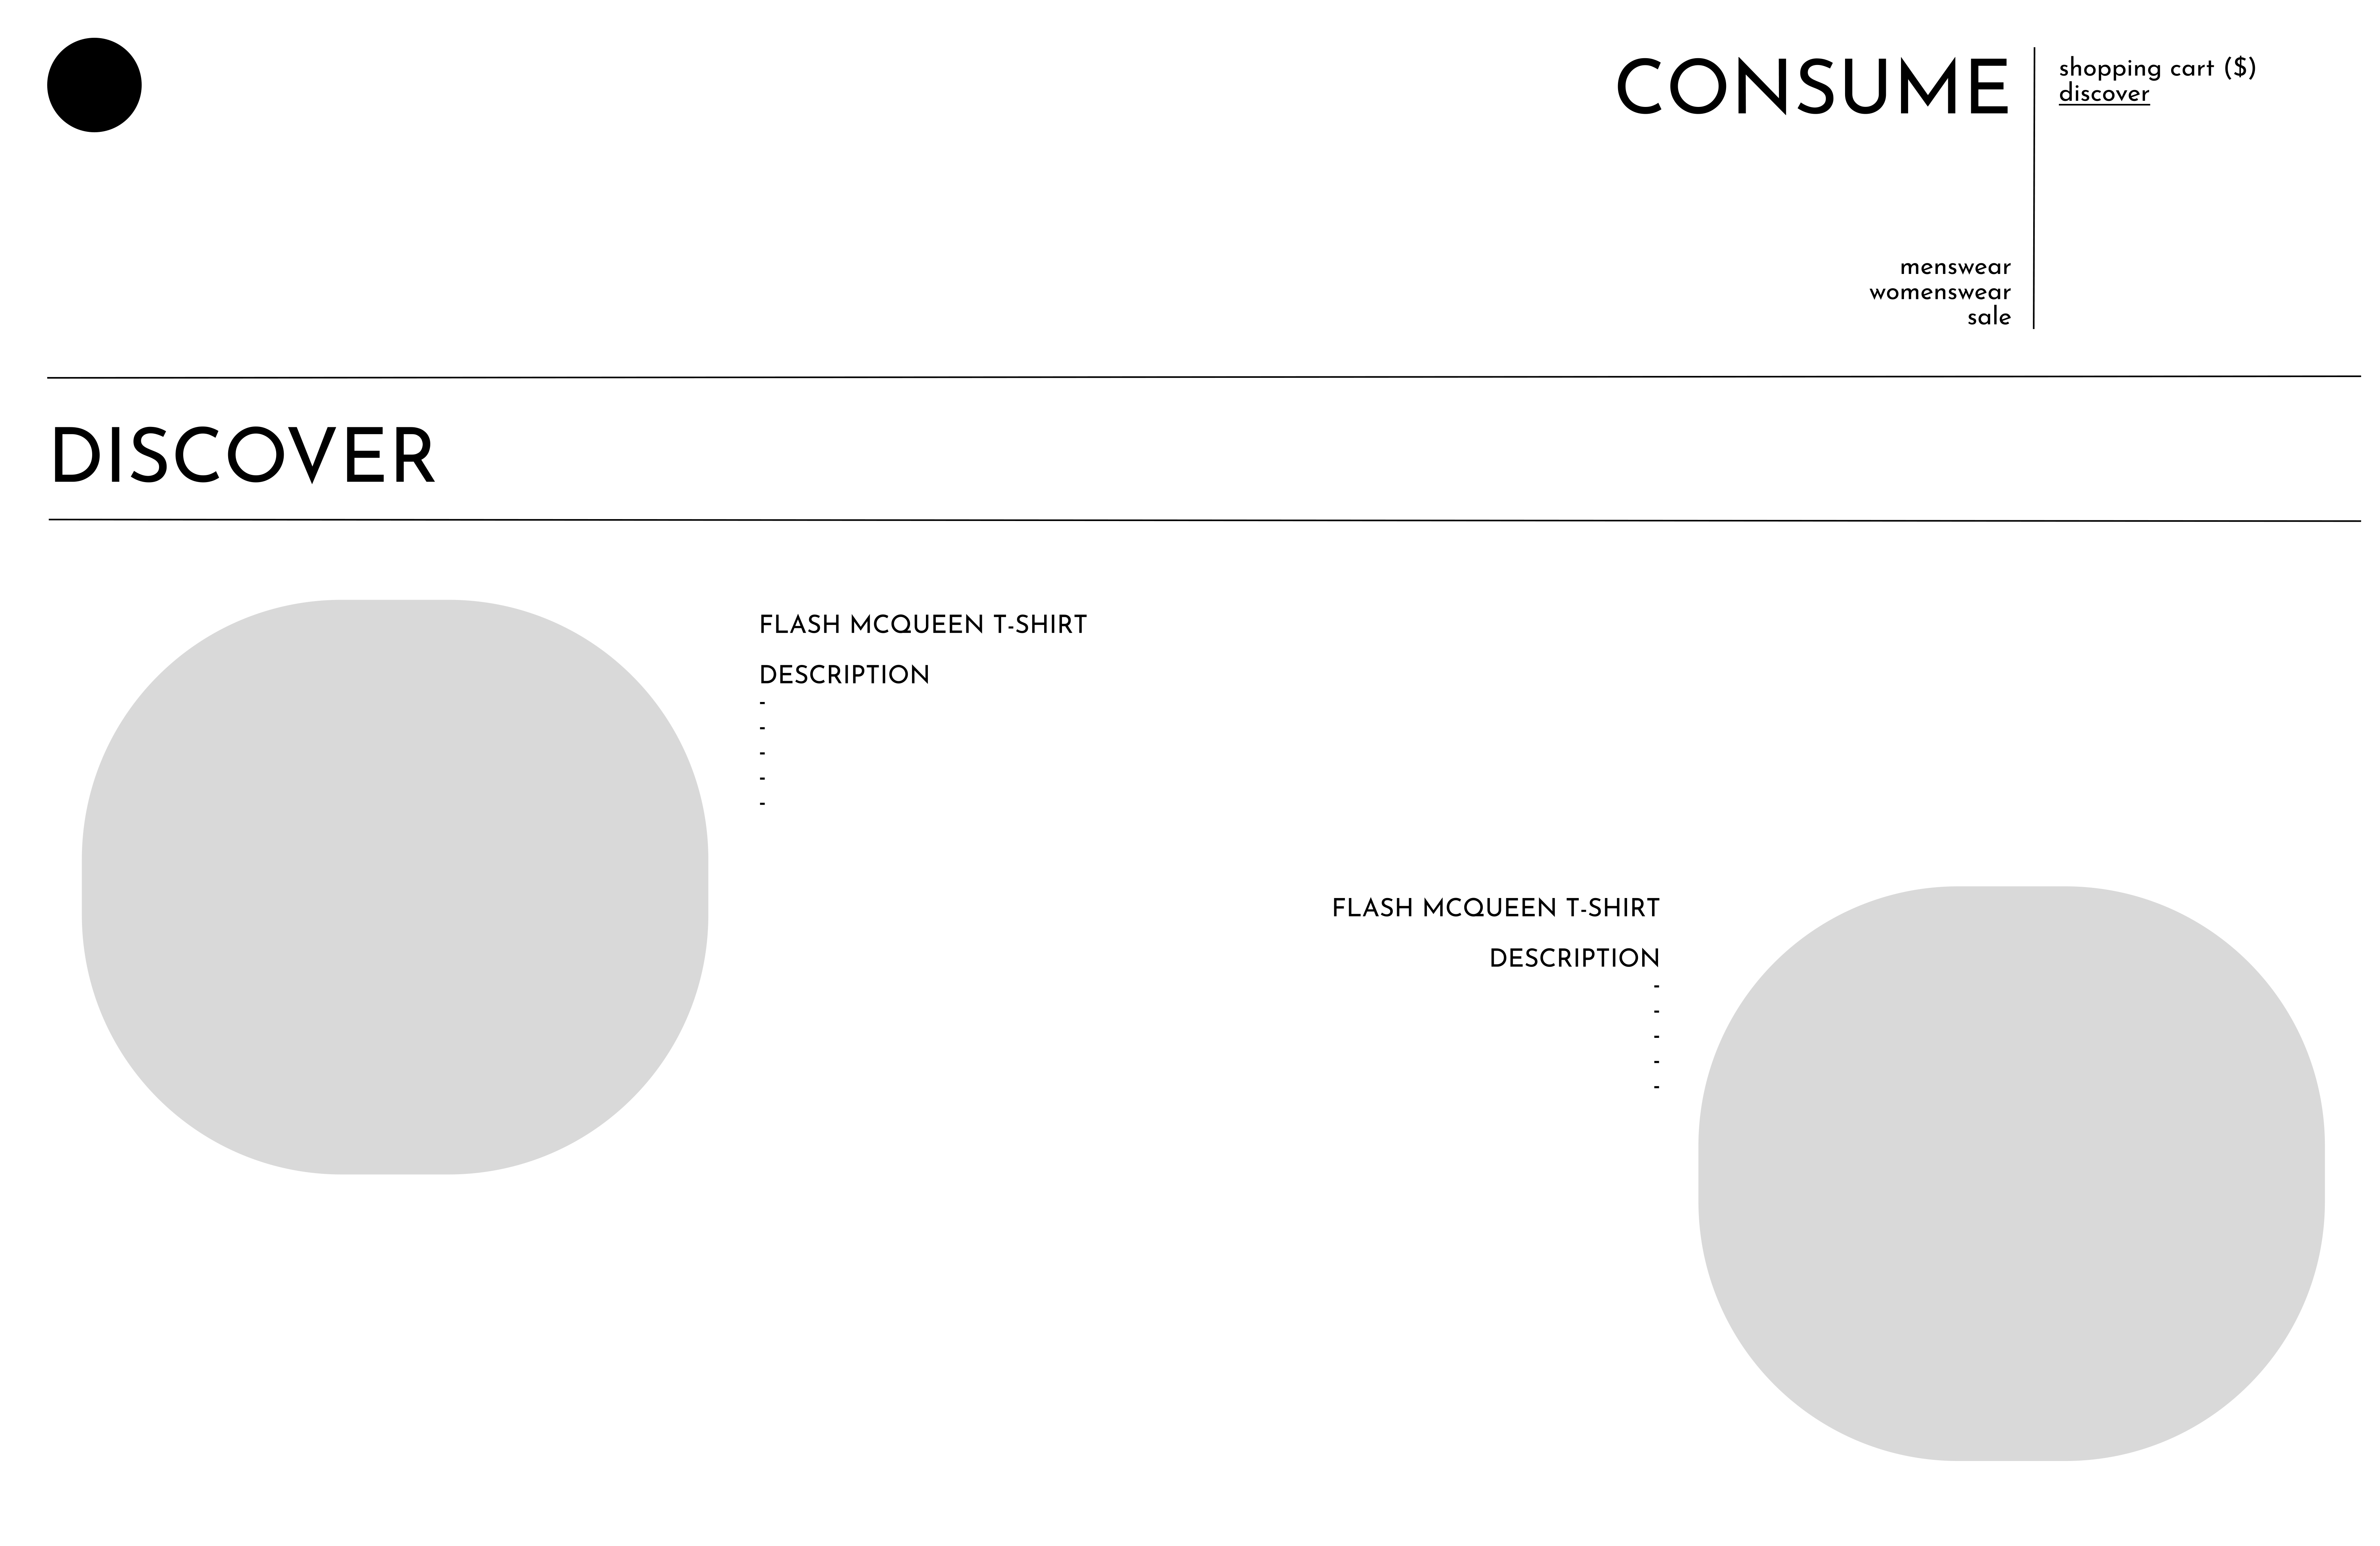 CONSUME
shopping cart ($)
discover
menswear
womenswear
sale
DISCOVER
FLASH MCQUEEN T-SHIRT
DESCRIPTION
-
-
-
-
-
FLASH MCQUEEN T-SHIRT
DESCRIPTION
-
-
-
-
-